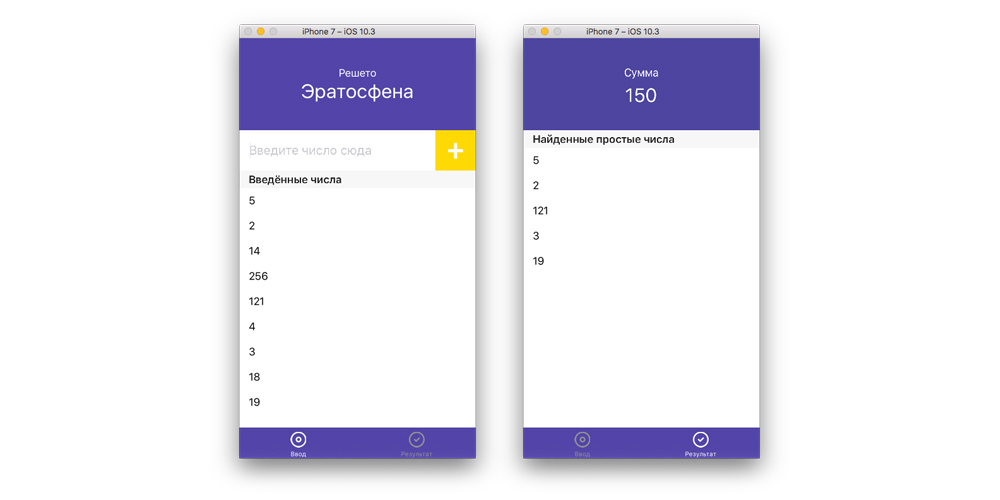 iPhone 7 – iOS 10.3
Решето
Эратосфена
Введите число сюда
Введённые числа
5
2
14
256
121
4
3
18
19
Ввод
Результат
iPhone 7 – iOS 10.3
Сумма
150
Найденные простые числа
5
2
121
3
19
Ввод
Результат